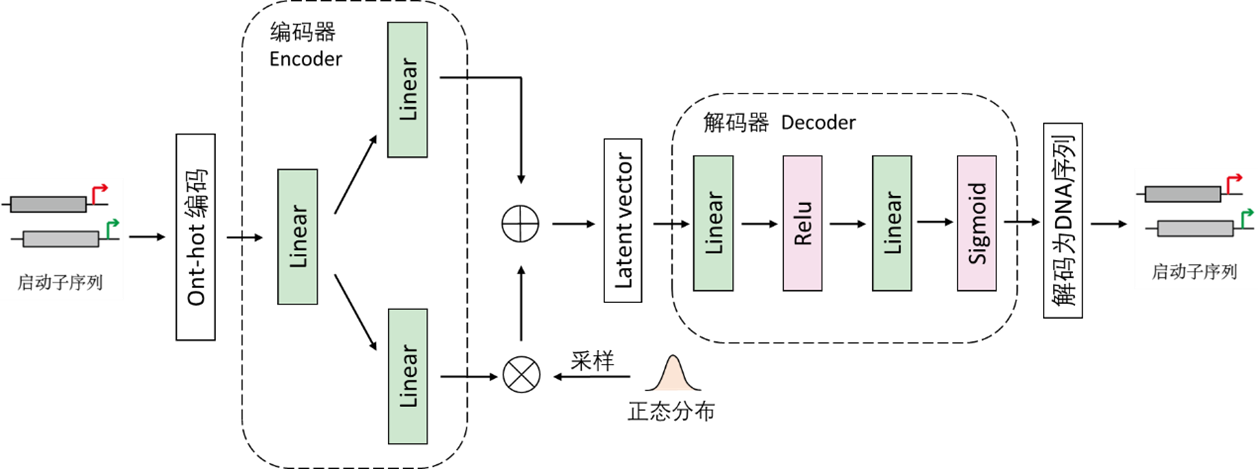 编码器
Encoder
Linear
Linear
Linear
启动子序列
Ont-hot 编码
采样
正态分布
Latent vector
解码器 Decoder
Linear
Relu
Linear
Sigmoid
解码为DNA序列
启动子序列